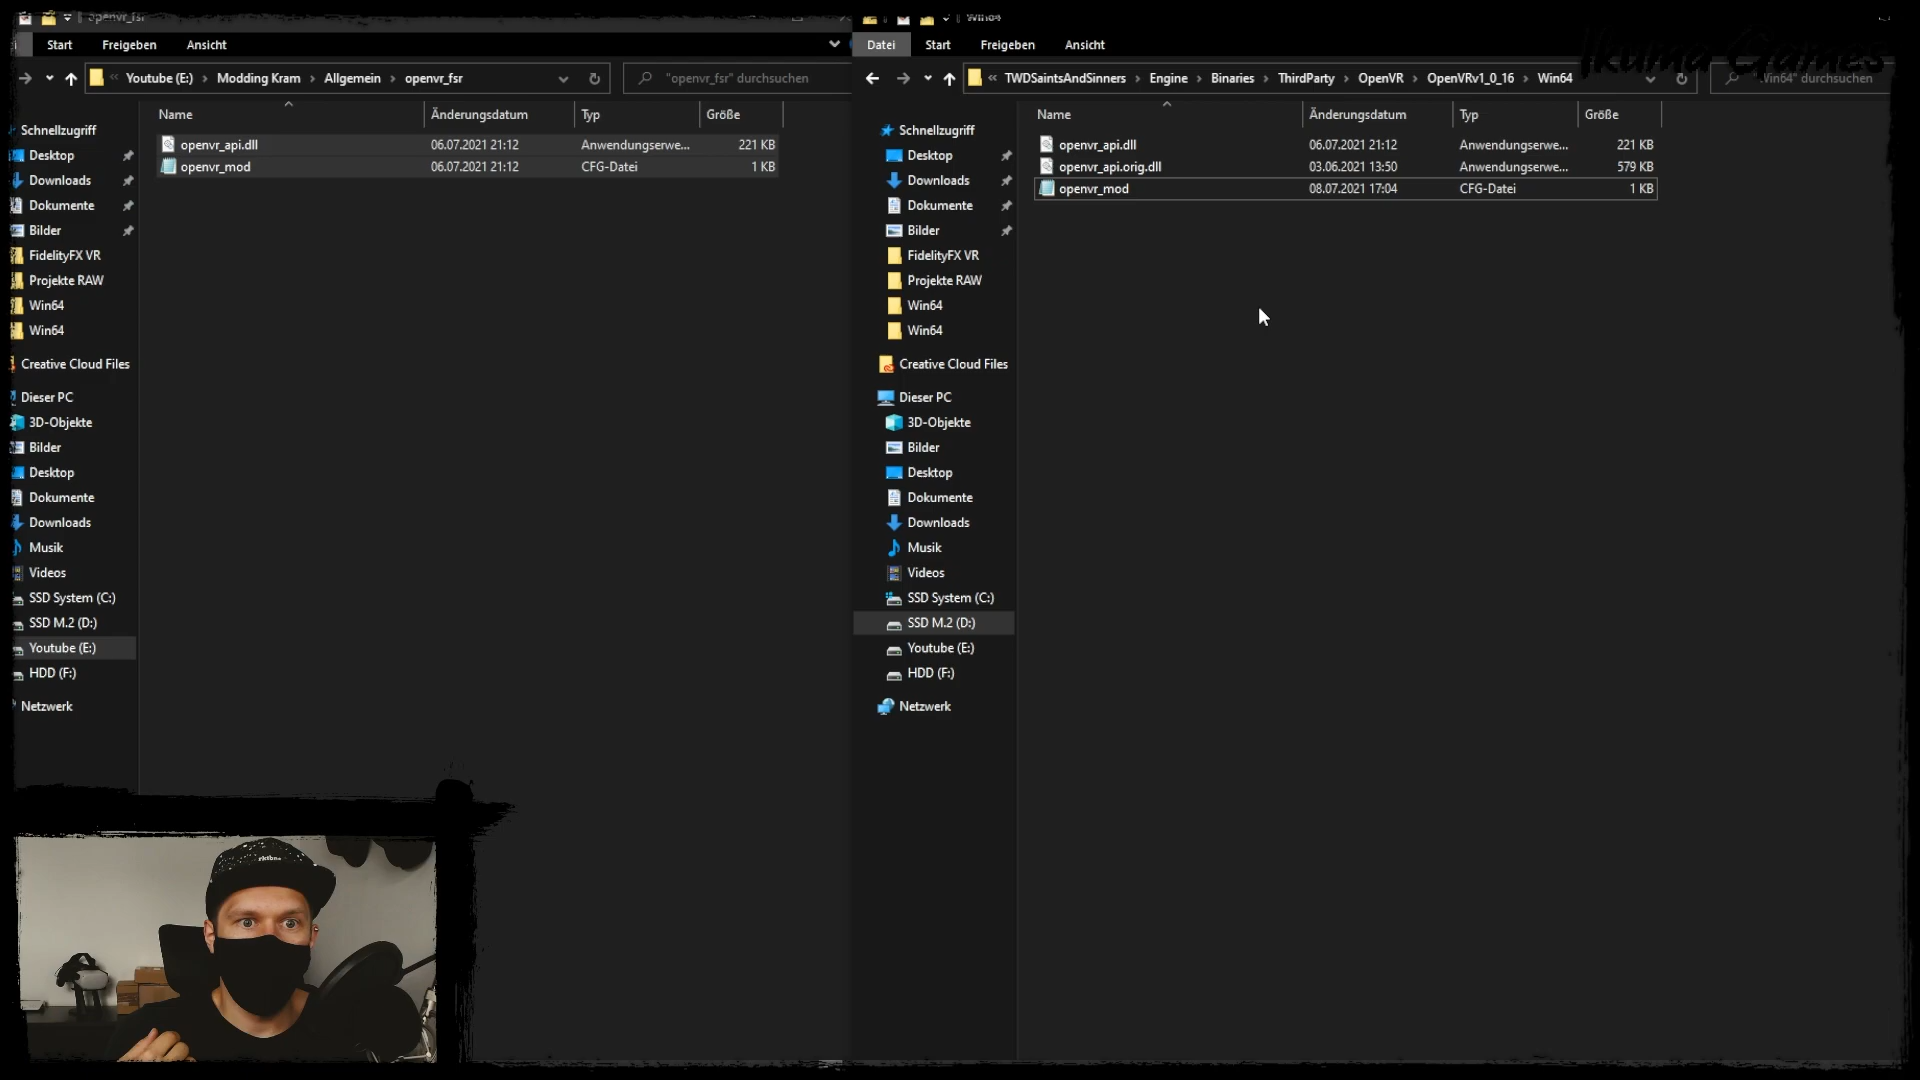 openvr_fsr
Start Freigeben Ansicht
Youtube (E:) Modding Kram Allgemein openvr_fsr
"openvr_fsr" durchsuchen
Name Änderungsdatum Typ Größe
openvr_api.dll 06.07.2021 21:12 Anwendungserwe... 221 KB
openvr_mod 06.07.2021 21:12 CFG-Datei 1 KB
Schnellzugriff
Desktop
Downloads
Dokumente
Bilder
FidelityFX VR
Projekte RAW
Win64
Win64
Creative Cloud Files
Dieser PC
3D-Objekte
Bilder
Desktop
Dokumente
Downloads
Musik
Videos
SSD System (C:)
SSD M.2 (D:)
Youtube (E:)
HDD (F:)
Netzwerk
Win64
Datei Start Freigeben Ansicht
Ikuma Games
TWDSaintsAndSinners Engine Binaries ThirdParty OpenVR OpenVRv1_0_16 Win64
"Win64" durchsuchen
Name Änderungsdatum Typ Größe
openvr_api.dll 06.07.2021 21:12 Anwendungserwe... 221 KB
openvr_api.orig.dll 03.06.2021 13:50 Anwendungserwe... 579 KB
openvr_mod 08.07.2021 17:04 CFG-Datei 1 KB
Schnellzugriff
Desktop
Downloads
Dokumente
Bilder
FidelityFX VR
Projekte RAW
Win64
Win64
Creative Cloud Files
Dieser PC
3D-Objekte
Bilder
Desktop
Dokumente
Downloads
Musik
Videos
SSD System (C:)
SSD M.2 (D:)
Youtube (E:)
HDD (F:)
Netzwerk